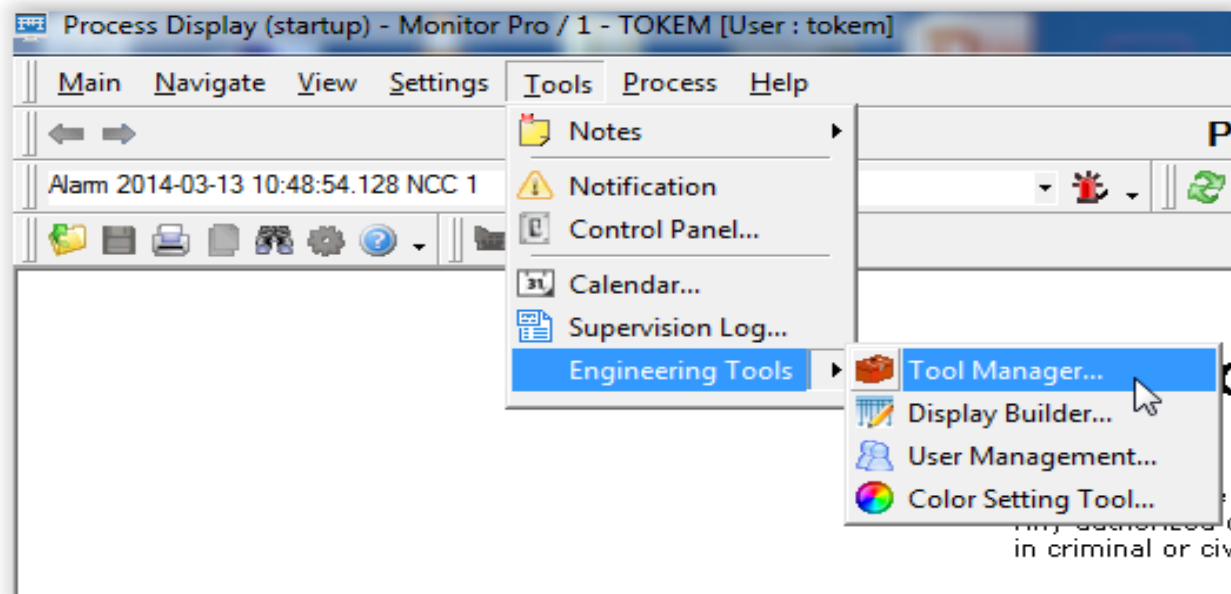 Process Display (startup) - Monitor Pro / 1 - TOKEM [User : tokem]
Main Navigate View Settings Tools Process Help
Notes
P
Alarm 2014-03-13 10:48:54.128 NCC 1
Notification
Control Panel...
31
Calendar...
Supervision Log...
Engineering Tools
Tool Manager...
Display Builder...
User Management...
Color Setting Tool...
in criminal or civ